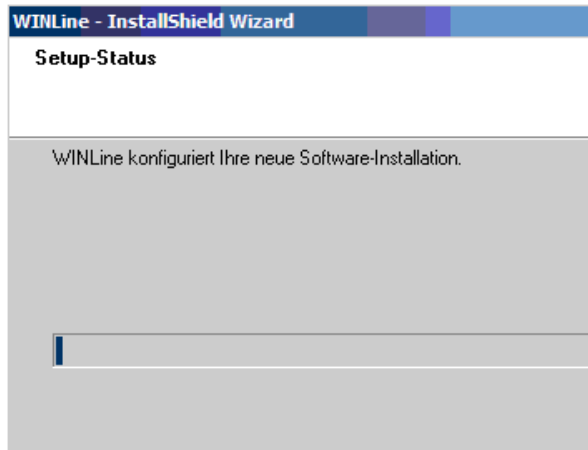 WINLine - InstallShield Wizard
Setup-Status
WINLine konfiguriert Ihre neue Software-Installation.